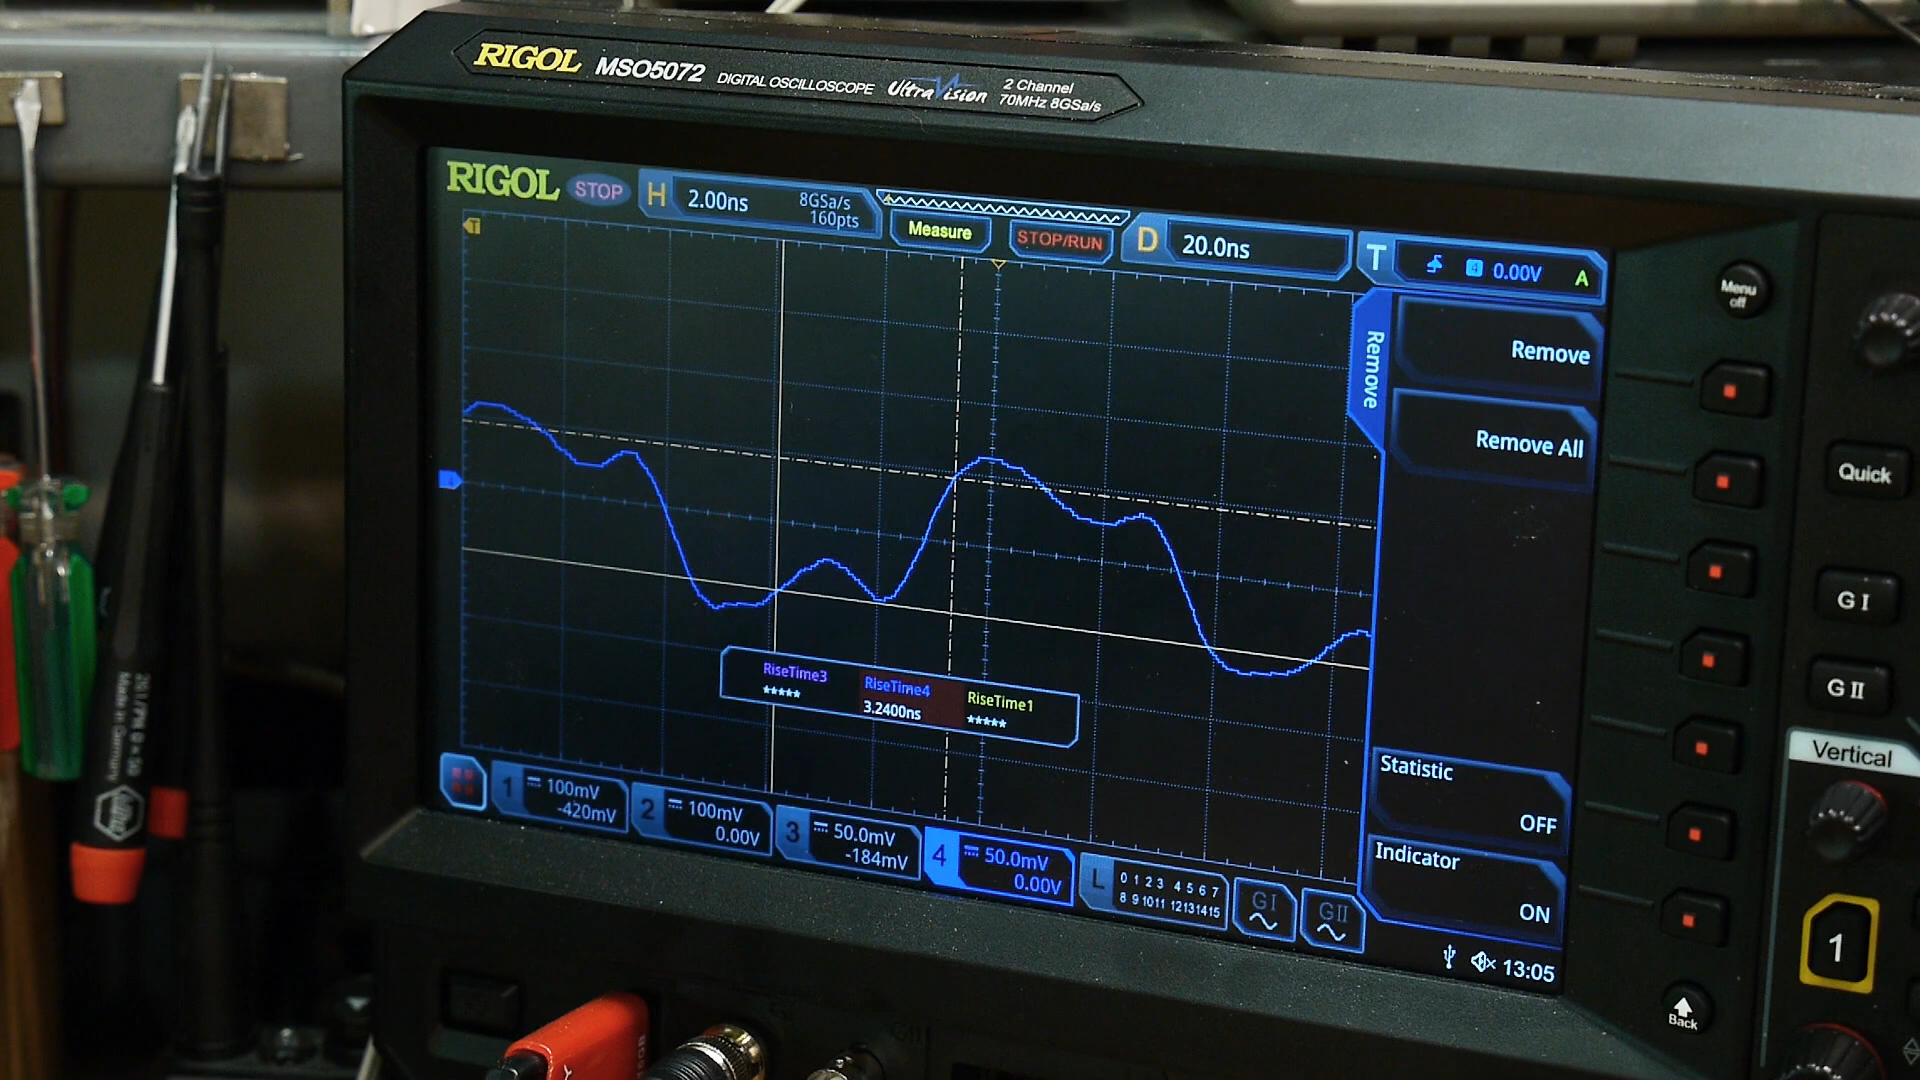 RIGOL MSO5072 DIGITAL OSCILLOSCOPE UltraVision 2 Channel
70MHz 8GSa/s
RIGOL STOP H 2.00ns 8GSa/s
160pts
Measure STOP/RUN D 20.0ns T 4 0.00V A
T
Remove
Remove
Remove All
RiseTime3 RiseTime4 RiseTime1
***** 3.2400ns *****
Statistic
OFF
Indicator
ON
1 100mV
-420mV
2 100mV
0.00V
3 50.0mV
-184mV
4 50.0mV
0.00V
L 0 1 2 3 4 5 6 7
8 9 10 11 12 13 14 15
GI GII
13:05
Menu
off
Quick
G I
G II
Vertical
1
Back
Made in Germany